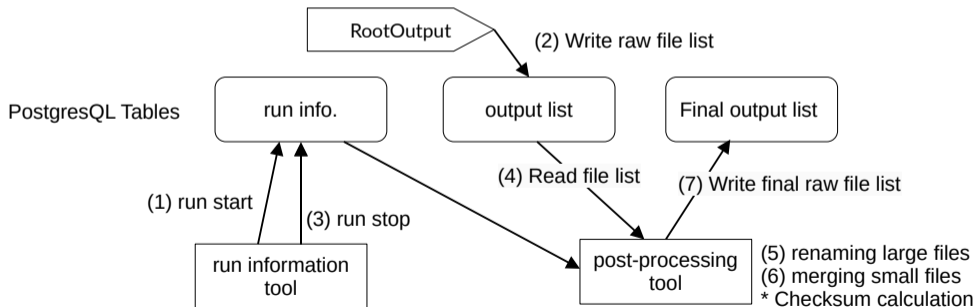 RootOutput
(2) Write raw file list
PostgresQL Tables
run info.
output list
Final output list
(4) Read file list
(7) Write final raw file list
(1) run start
(3) run stop
run information
tool
post-processing
tool
(5) renaming large files
(6) merging small files
* Checksum calculation